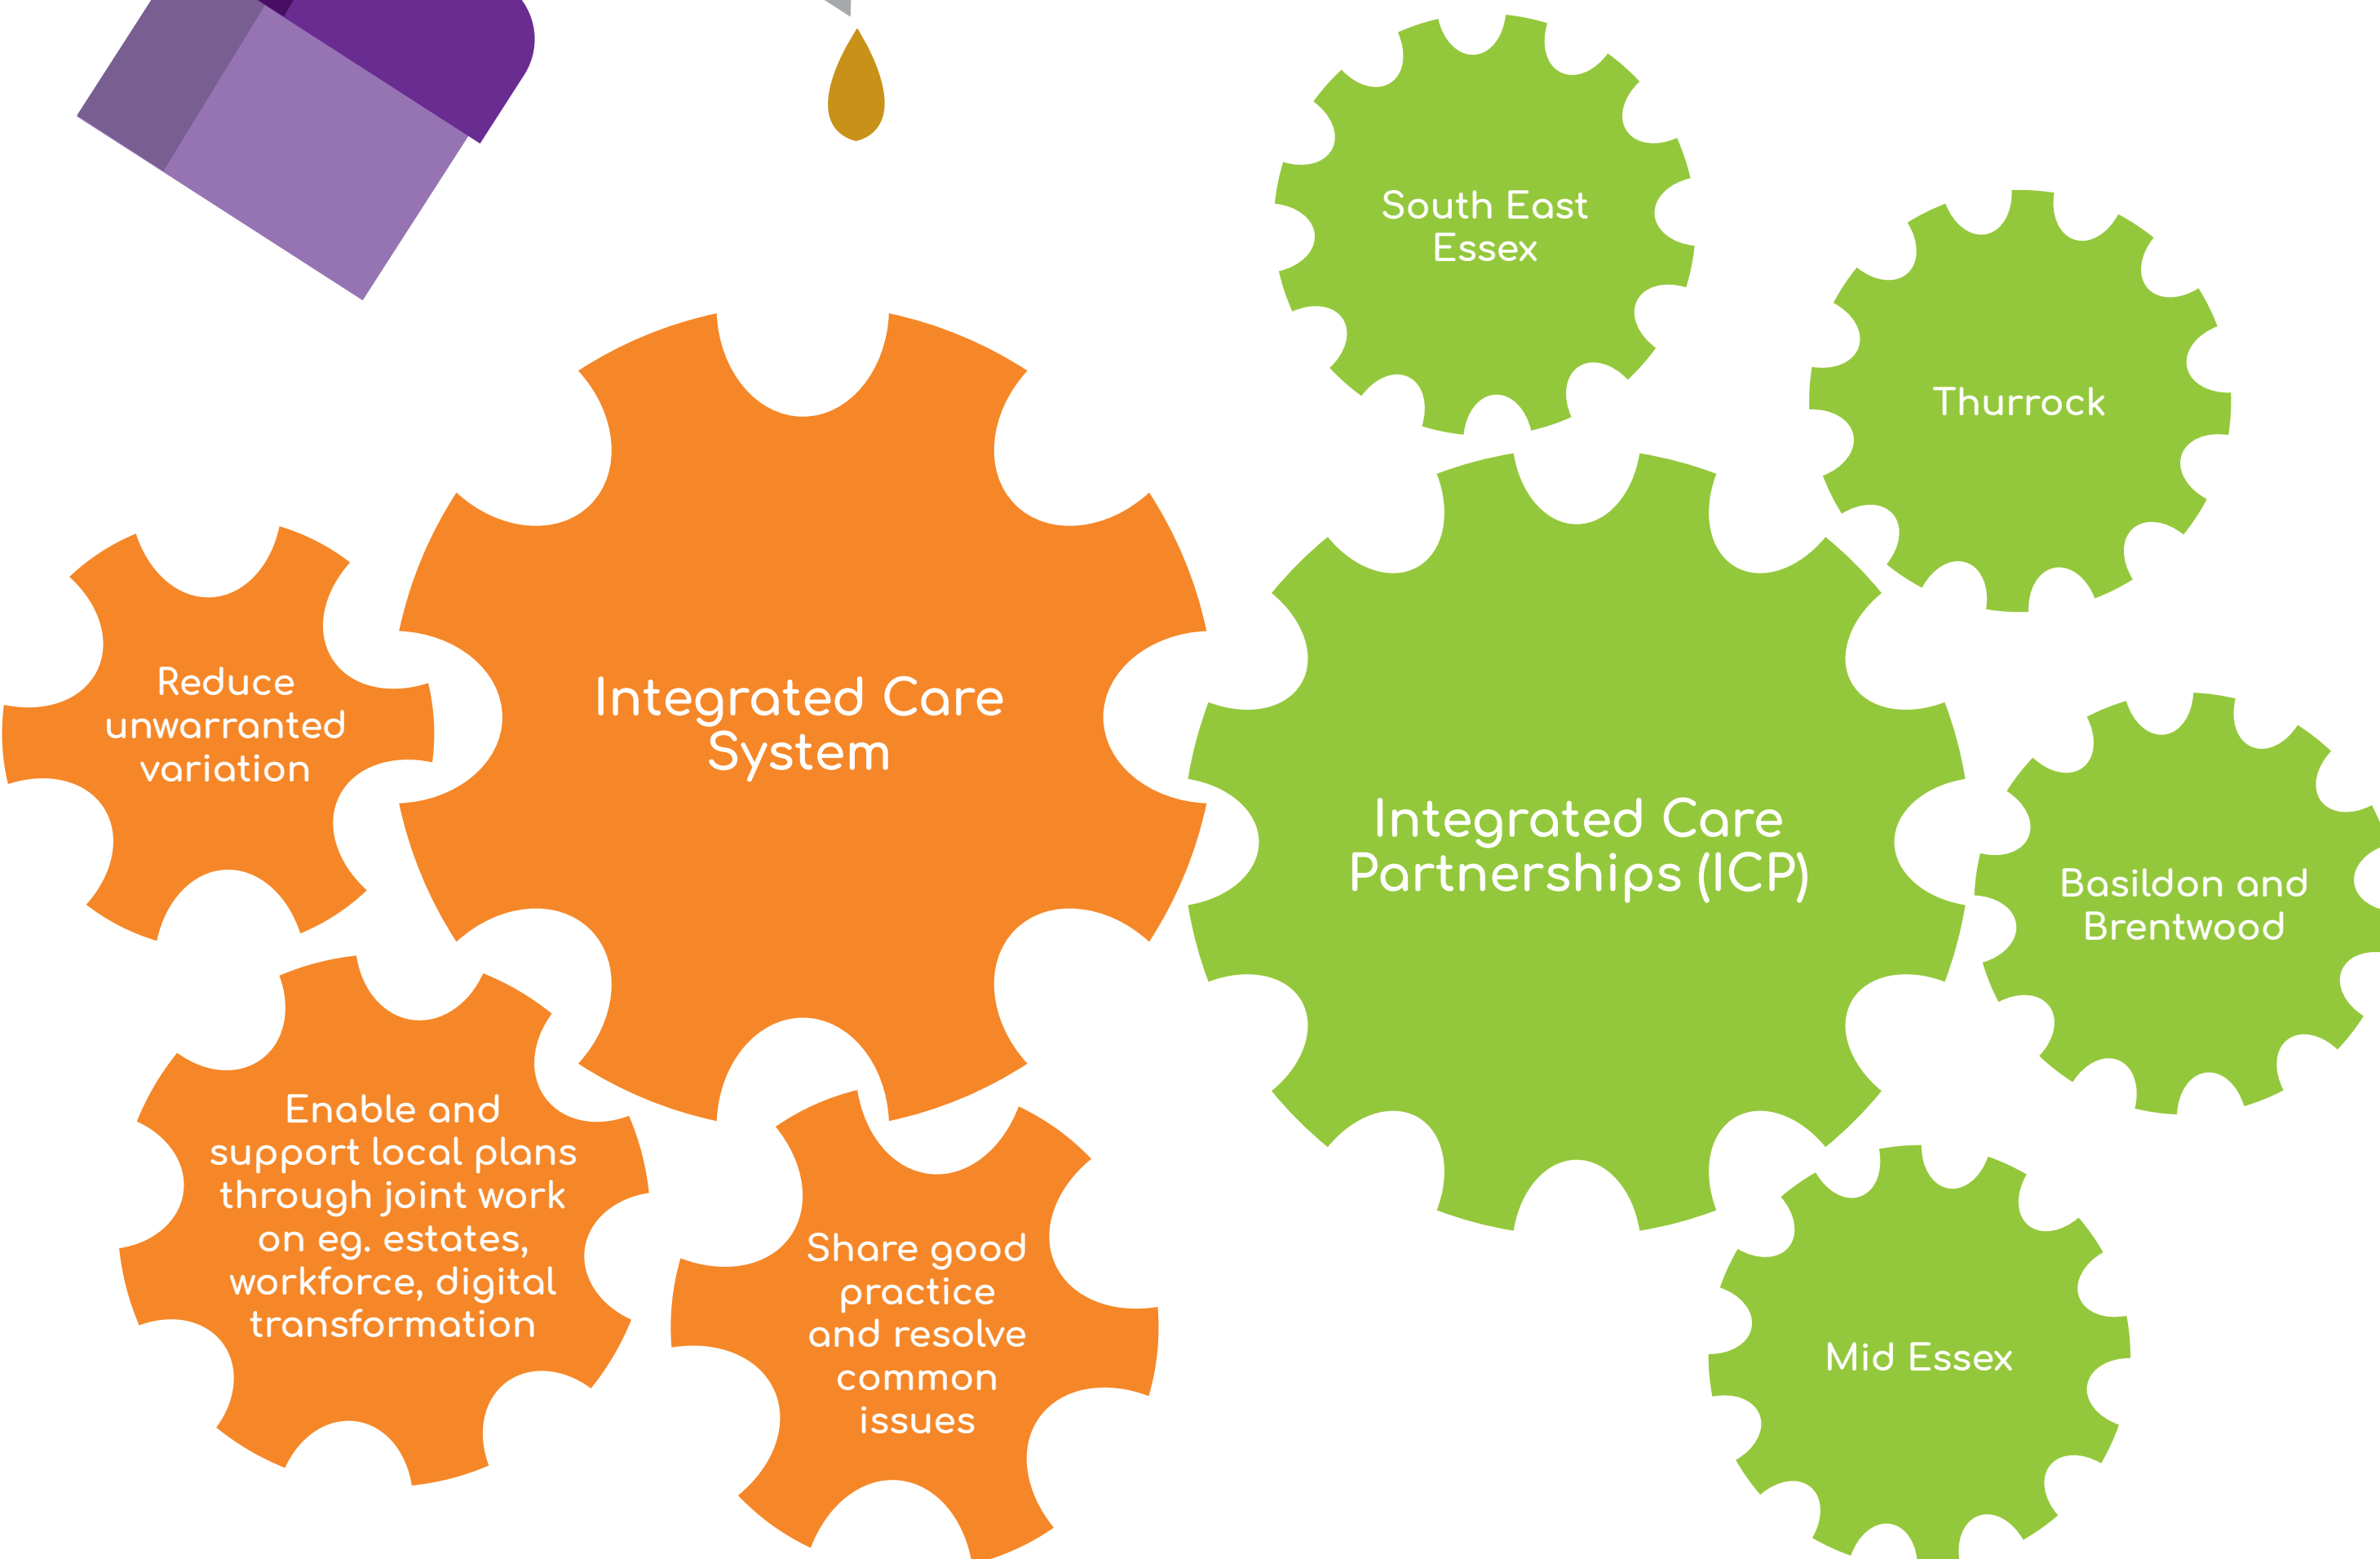 South East
Essex
Thurrock
Reduce
unwarranted
variation
Integrated Care
System
Integrated Care
Partnerships (ICP)
Basildon and
Brentwood
Enable and
support local plans
through joint work
on eg. estates,
workforce, digital
transformation
Share good
practice
and resolve
common
issues
Mid Essex